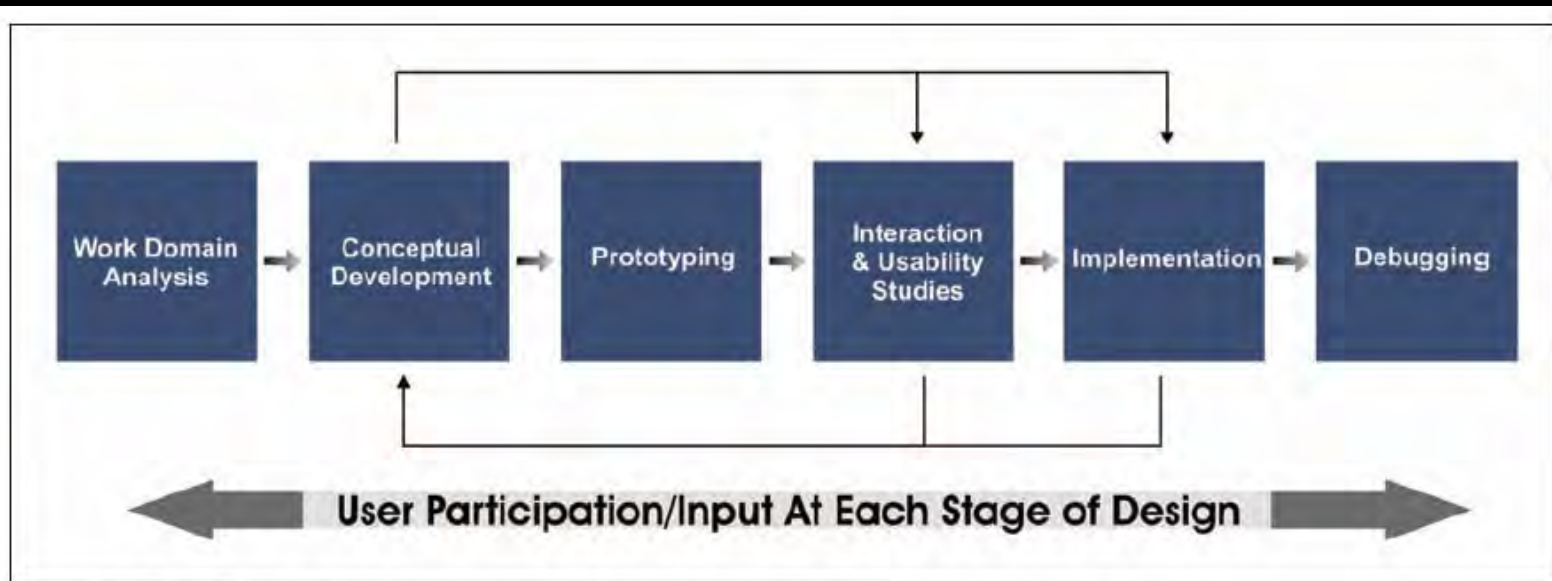 Work Domain
Analysis
Conceptual
Development
Prototyping
Interaction
& Usability
Studies
Implementation
Debugging
User Participation/Input At Each Stage of Design